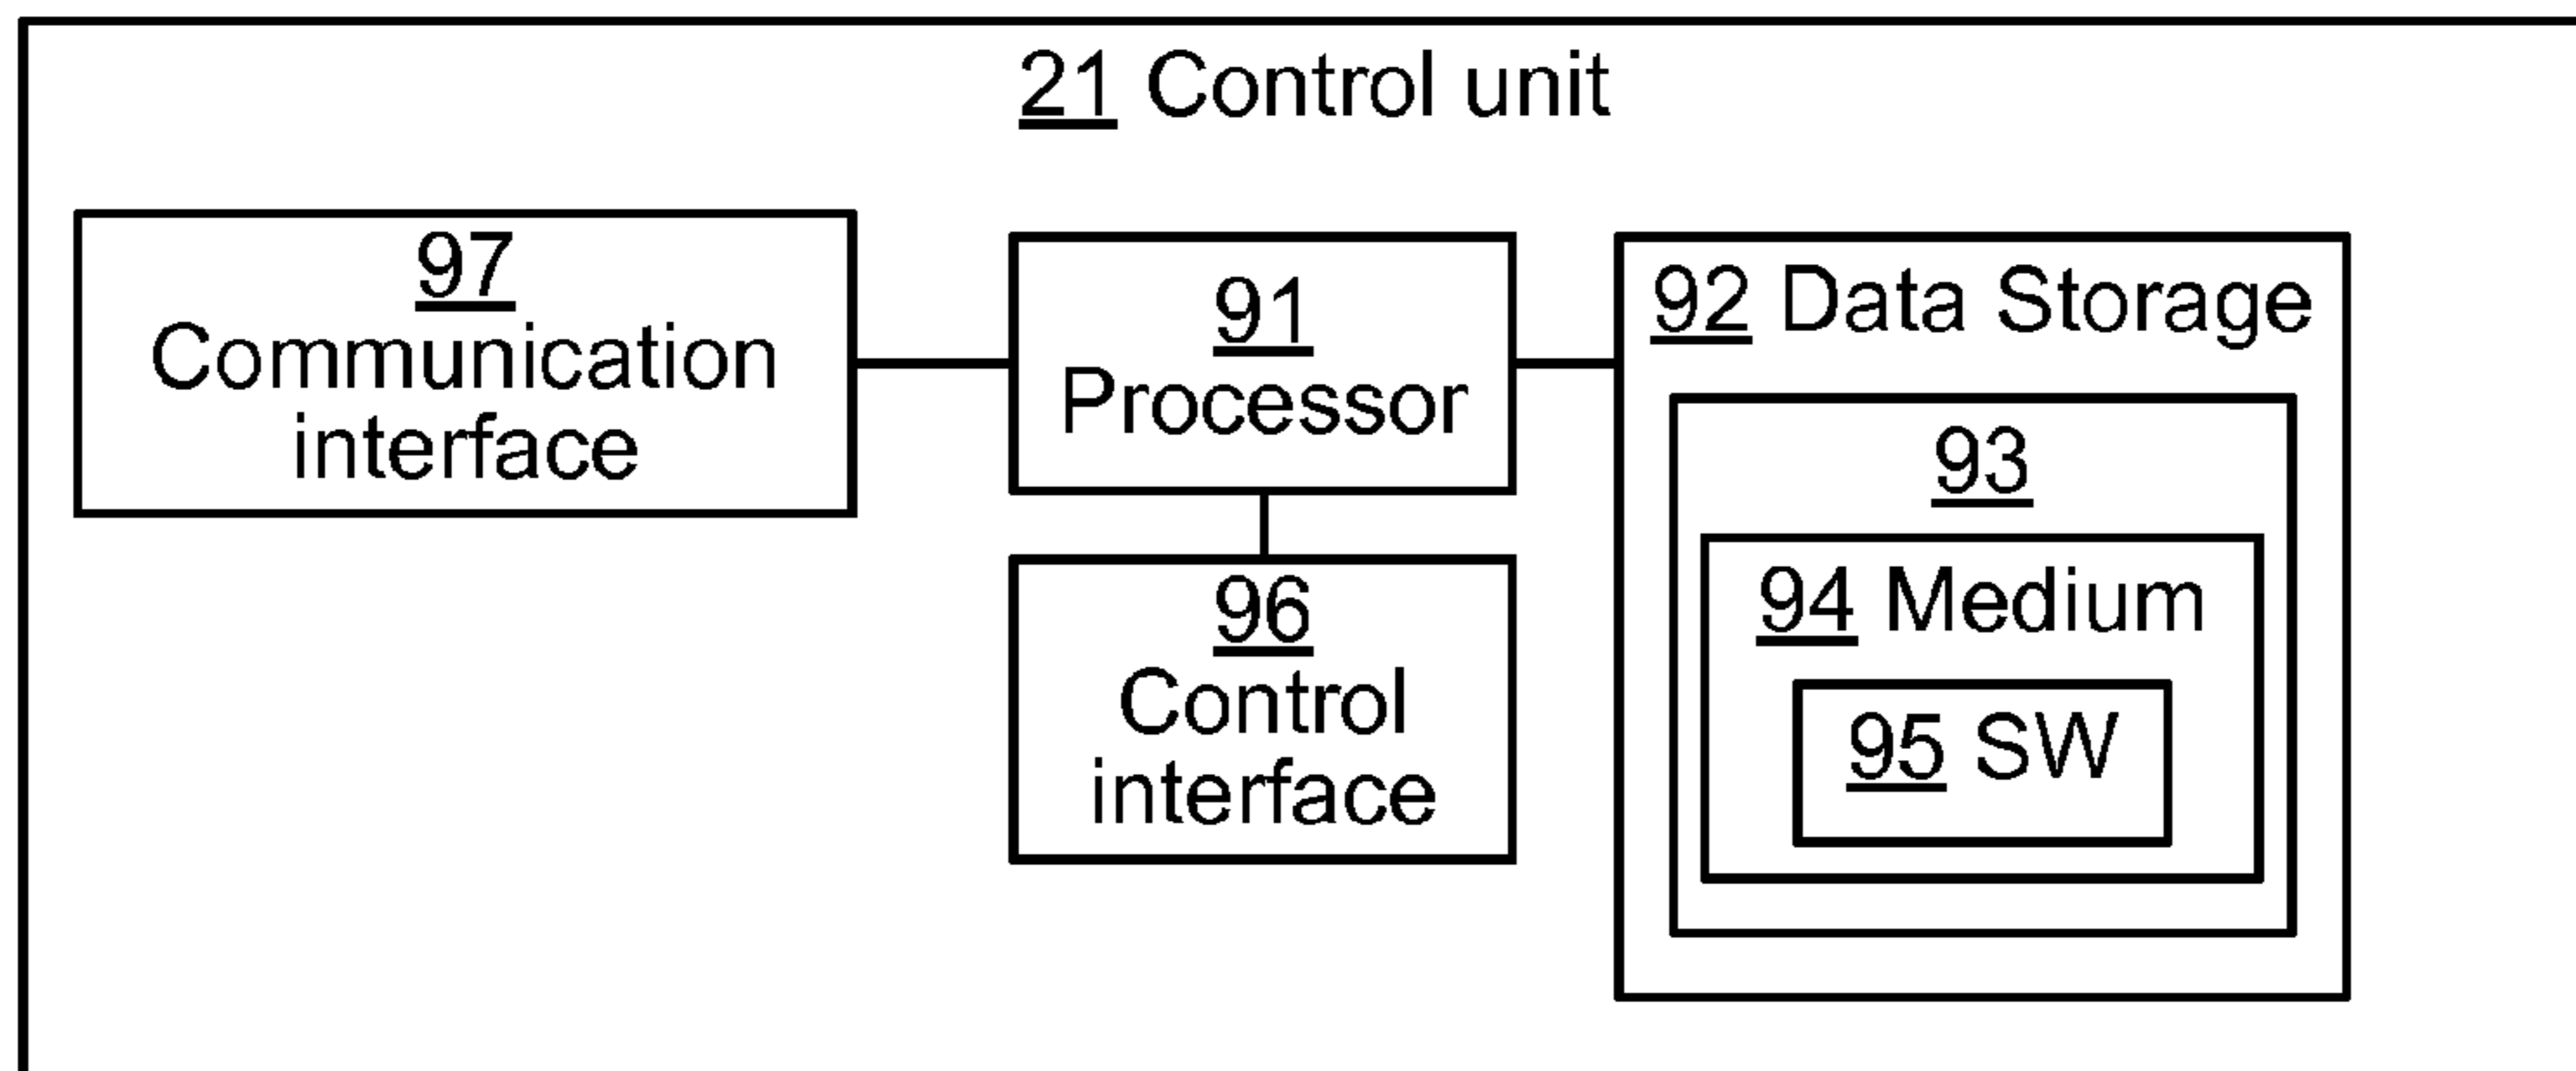 21 Control unit
97
Communication
interface
91
Processor
96
Control
interface
92 Data Storage
93
94 Medium
95 SW